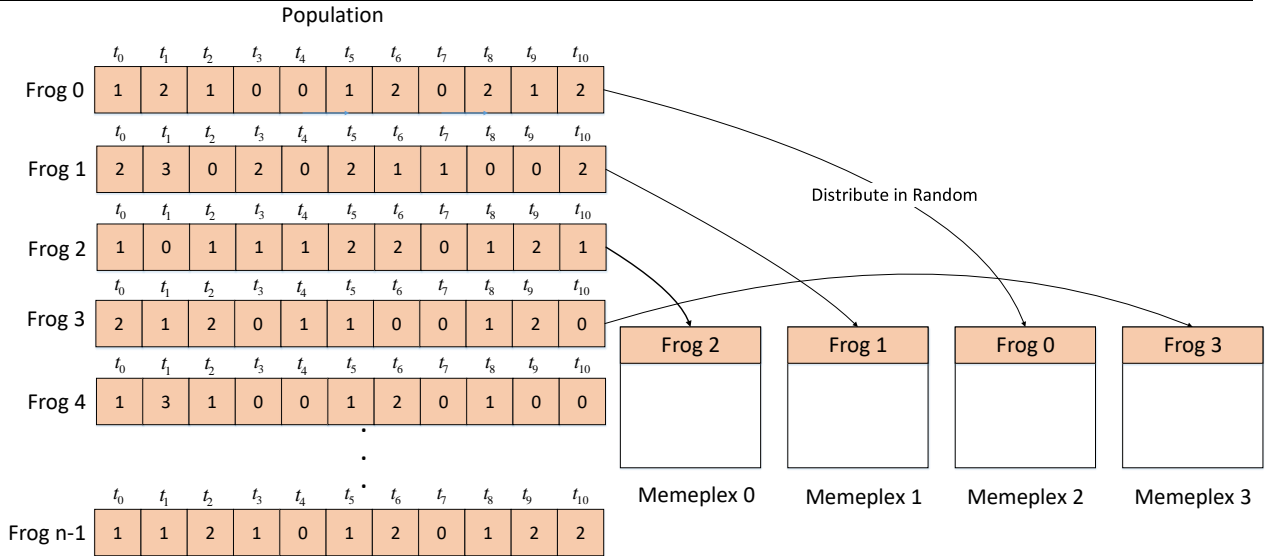 Population
t0 t1 t2 t3 t4 t5 t6 t7 t8 t9 t10
Frog 0 1 2 1 0 0 1 2 0 2 1 2
t0 t1 t2 t3 t4 t5 t6 t7 t8 t9 t10
Frog 1 2 3 0 2 0 2 1 1 0 0 2
Distribute in Random
t0 t1 t2 t3 t4 t5 t6 t7 t8 t9 t10
Frog 2 1 0 1 1 1 2 2 0 1 2 1
t0 t1 t2 t3 t4 t5 t6 t7 t8 t9 t10
Frog 3 2 1 2 0 1 1 0 0 1 2 0
Frog 2 Frog 1 Frog 0 Frog 3
t0 t1 t2 t3 t4 t5 t6 t7 t8 t9 t10
Frog 4 1 3 1 0 0 1 2 0 1 0 0
.
.
.
Memeplex 0 Memeplex 1 Memeplex 2 Memeplex 3
t0 t1 t2 t3 t4 t5 t6 t7 t8 t9 t10
Frog n-1 1 1 2 1 0 1 2 0 1 2 2